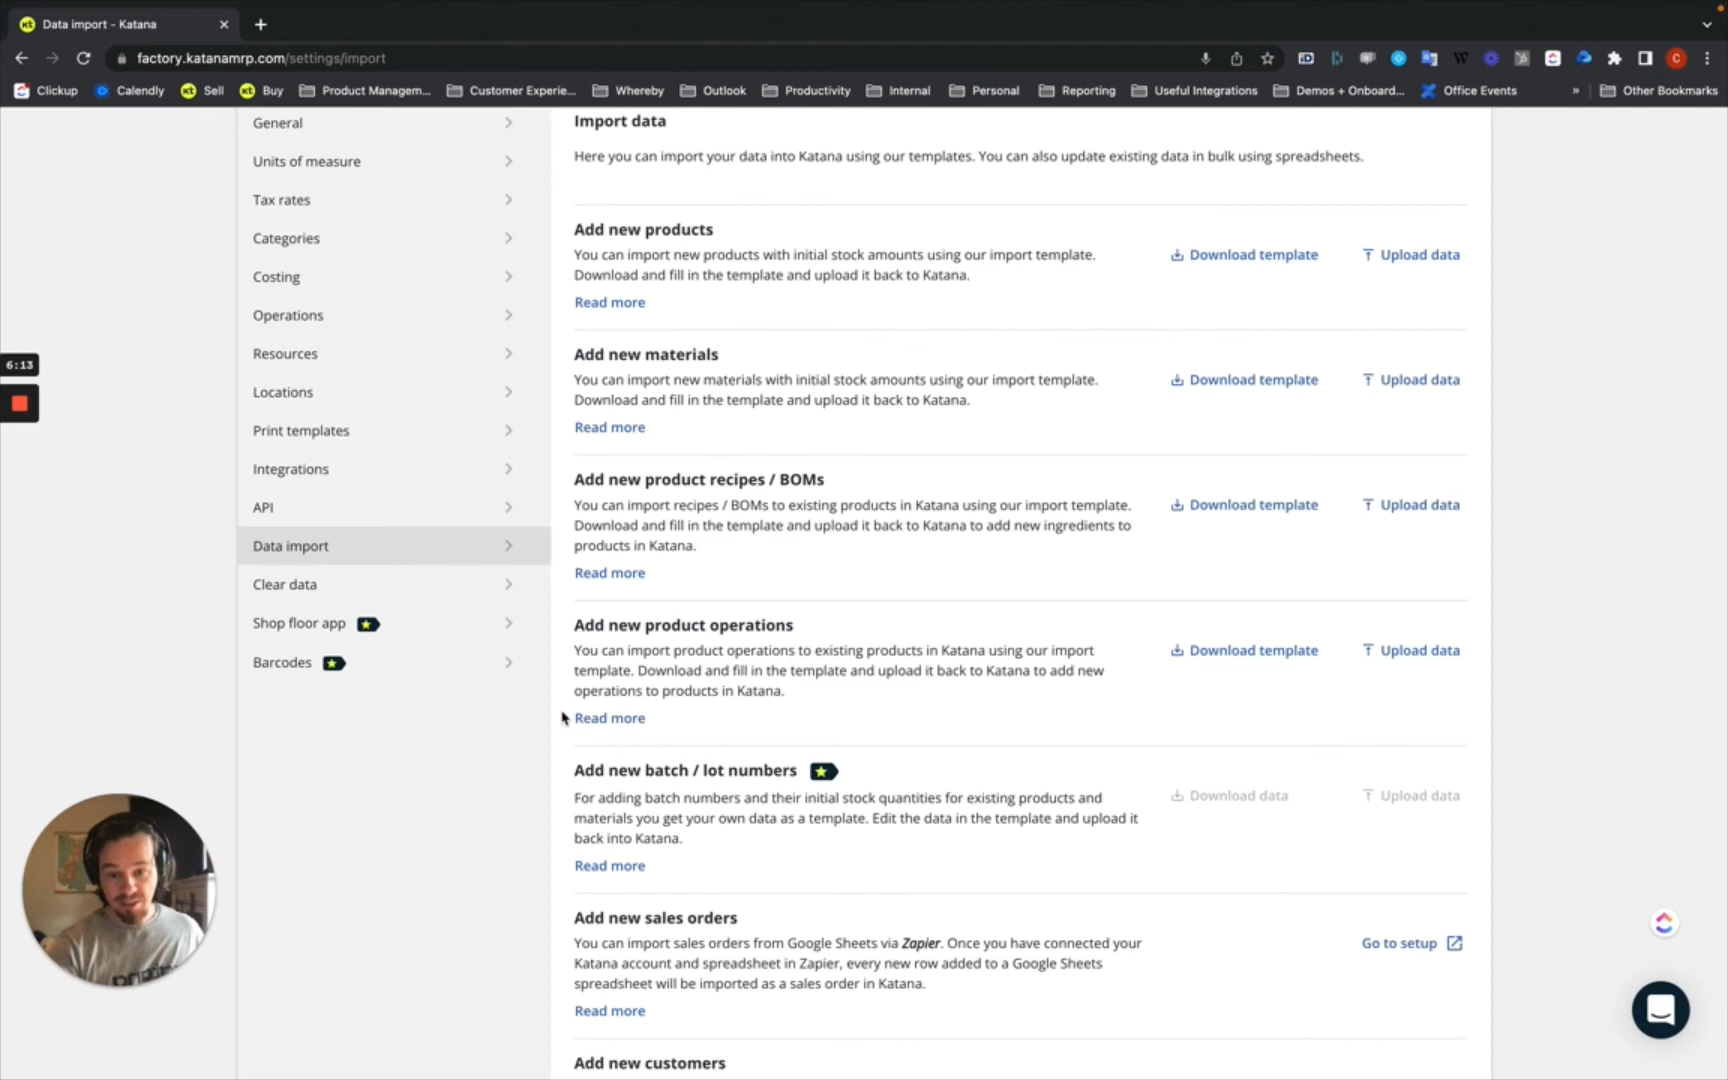 Data import - Katana
factory.katanamrp.com/settings/import
Clickup
Calendly
Sell
Buy
Product Managem...
Customer Experie...
Whereby
Outlook
Productivity
Internal
Personal
Reporting
Useful Integrations
Demos + Onboard...
Office Events
»
Other Bookmarks
C
6:13
General
Units of measure
Tax rates
Categories
Costing
Operations
Resources
Locations
Print templates
Integrations
API
Data import
Clear data
Shop floor app
Barcodes
Import data
Here you can import your data into Katana using our templates. You can also update existing data in bulk using spreadsheets.
Add new products
You can import new products with initial stock amounts using our import template.
Download and fill in the template and upload it back to Katana.
Read more
Download template
Upload data
Add new materials
You can import new materials with initial stock amounts using our import template.
Download and fill in the template and upload it back to Katana.
Read more
Download template
Upload data
Add new product recipes / BOMs
You can import recipes / BOMs to existing products in Katana using our import template.
Download and fill in the template and upload it back to Katana to add new ingredients to
products in Katana.
Read more
Download template
Upload data
Add new product operations
You can import product operations to existing products in Katana using our import
template. Download and fill in the template and upload it back to Katana to add new
operations to products in Katana.
Read more
Download template
Upload data
Add new batch / lot numbers
For adding batch numbers and their initial stock quantities for existing products and
materials you get your own data as a template. Edit the data in the template and upload it
back into Katana.
Read more
Download data
Upload data
Add new sales orders
You can import sales orders from Google Sheets via Zapier. Once you have connected your
Katana account and spreadsheet in Zapier, every new row added to a Google Sheets
spreadsheet will be imported as a sales order in Katana.
Read more
Go to setup
Add new customers